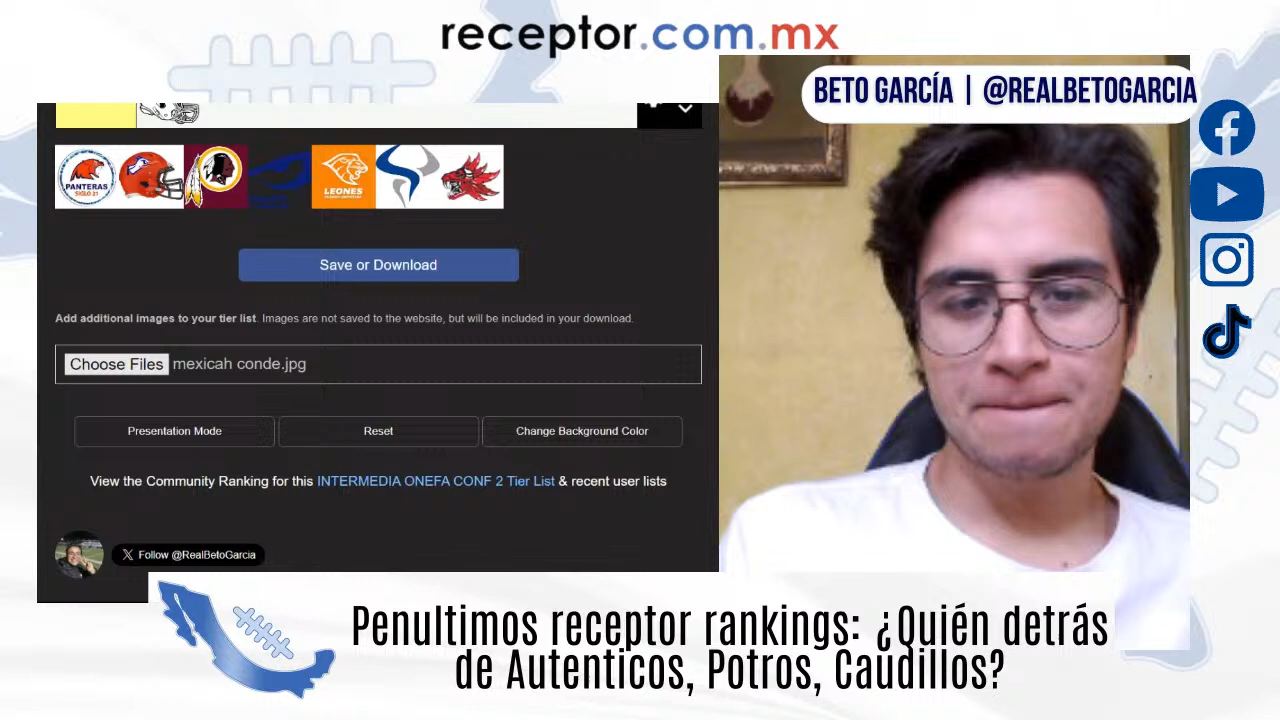 receptor.com.mx
BETO GARCÍA | @REALBETOGARCIA
PANTERAS
SIGLO 21
LEONES
Save or Download
Add additional images to your tier list. Images are not saved to the website, but will be included in your download.
Choose Files mexicah conde.jpg
Presentation Mode
Reset
Change Background Color
View the Community Ranking for this INTERMEDIA ONEFA CONF 2 Tier List & recent user lists
X Follow @RealBetoGarcia
Penultimos receptor rankings: ¿Quién detrás
de Autenticos, Potros, Caudillos?